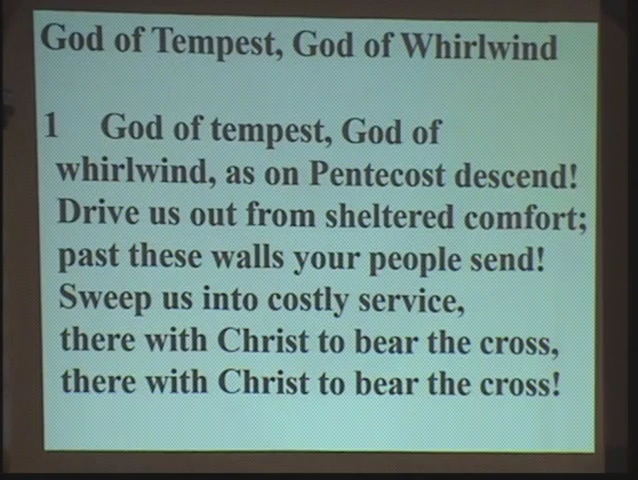 God of Tempest, God of Whirlwind
1 God of tempest, God of
whirlwind, as on Pentecost descend!
Drive us out from sheltered comfort;
past these walls your people send!
Sweep us into costly service,
there with Christ to bear the cross,
there with Christ to bear the cross!